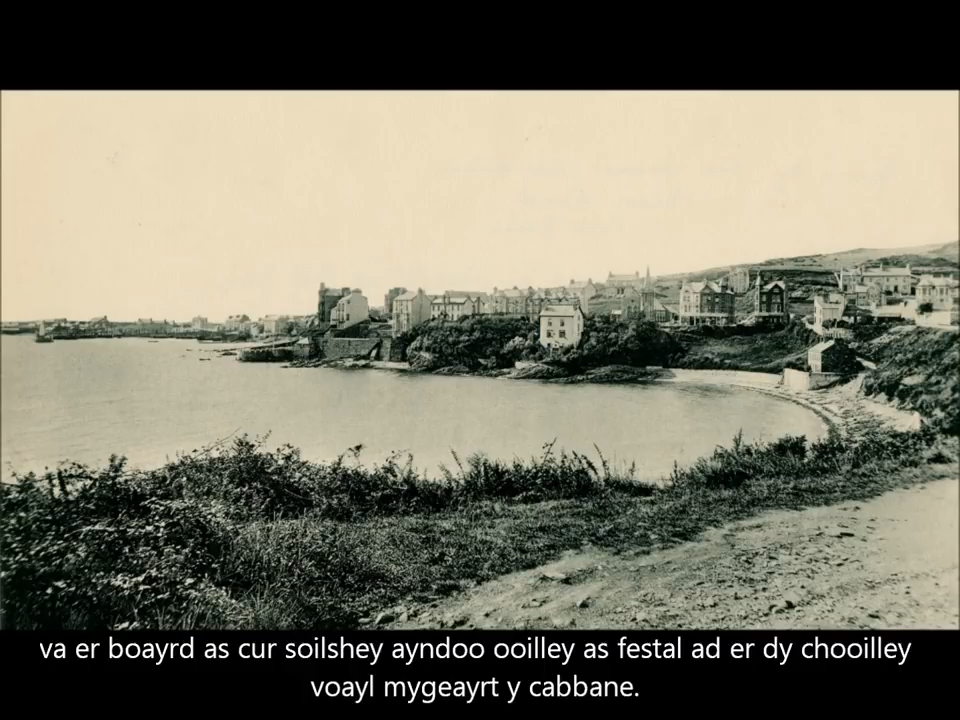 va er boayrd as cur soilshey ayndoo ooilley as festal ad er dy chooilley
voayl mygeayrt y cabbane.